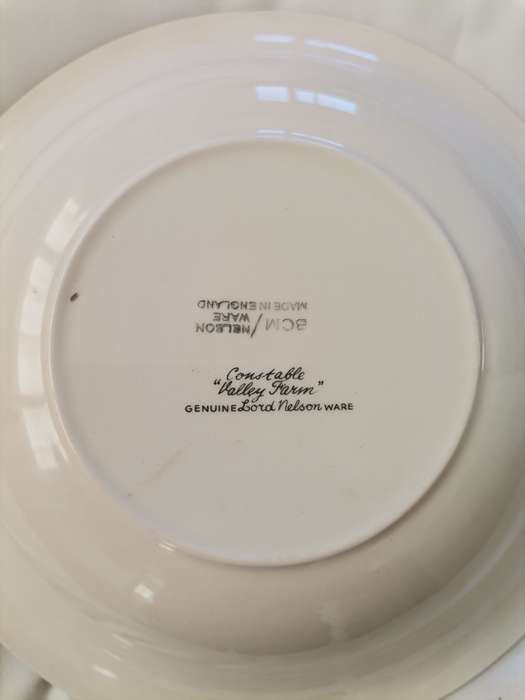 BCM / NELSON
WARE
MADE IN ENGLAND
Constable
"Valley Farm"
GENUINE Lord Nelson WARE